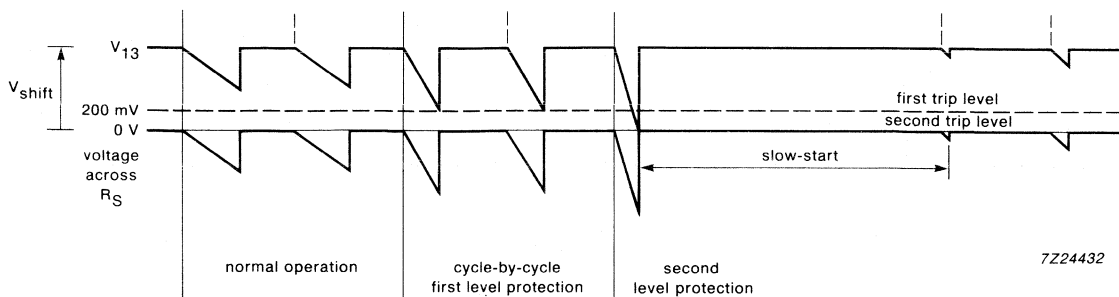 V13
Vshift
200 mV
0 V
voltage
across
RS
first trip level
second trip level
slow-start
normal operation
cycle-by-cycle
first level protection
second
level protection
7Z24432